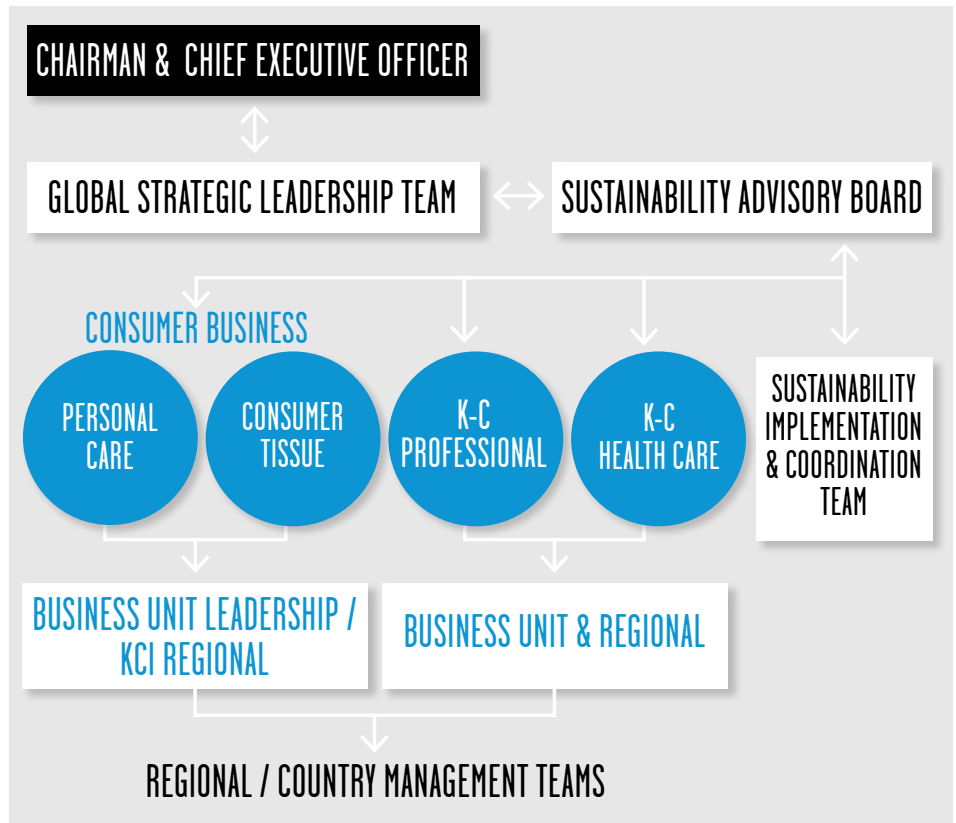 CHAIRMAN & CHIEF EXECUTIVE OFFICER
GLOBAL STRATEGIC LEADERSHIP TEAM
SUSTAINABILITY ADVISORY BOARD
CONSUMER BUSINESS
PERSONAL
CARE
CONSUMER
TISSUE
K-C
PROFESSIONAL
K-C
HEALTH CARE
SUSTAINABILITY
IMPLEMENTATION
& COORDINATION
TEAM
BUSINESS UNIT LEADERSHIP /
KCI REGIONAL
BUSINESS UNIT & REGIONAL
REGIONAL / COUNTRY MANAGEMENT TEAMS